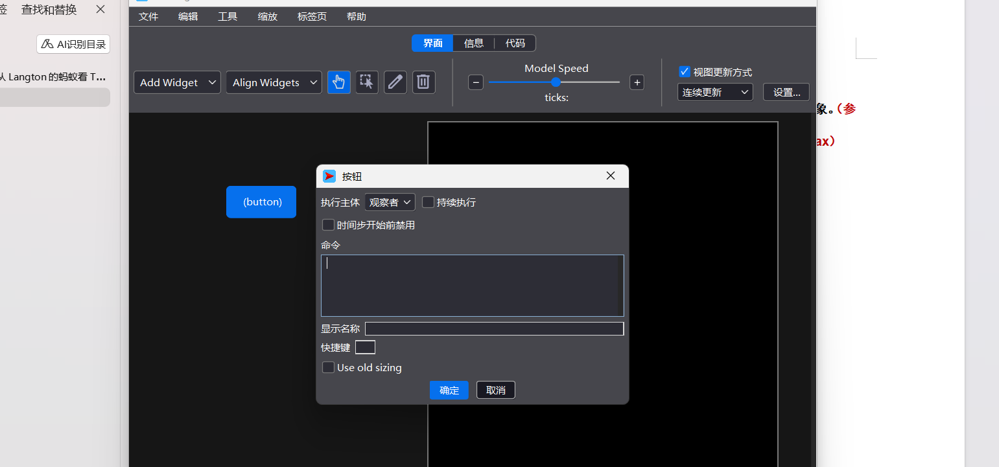 签 查找和替换
AI识别目录
从 Langton 的蚂蚁看 T...
文件 编辑 工具 缩放 标签页 帮助
界面 信息 代码
Add Widget Align Widgets
Model Speed
ticks:
视图更新方式
连续更新 设置...
象。（参
ax）
(button)
按钮
执行主体 观察者 持续执行
时间步开始前禁用
命令
显示名称
快捷键
Use old sizing
确定 取消